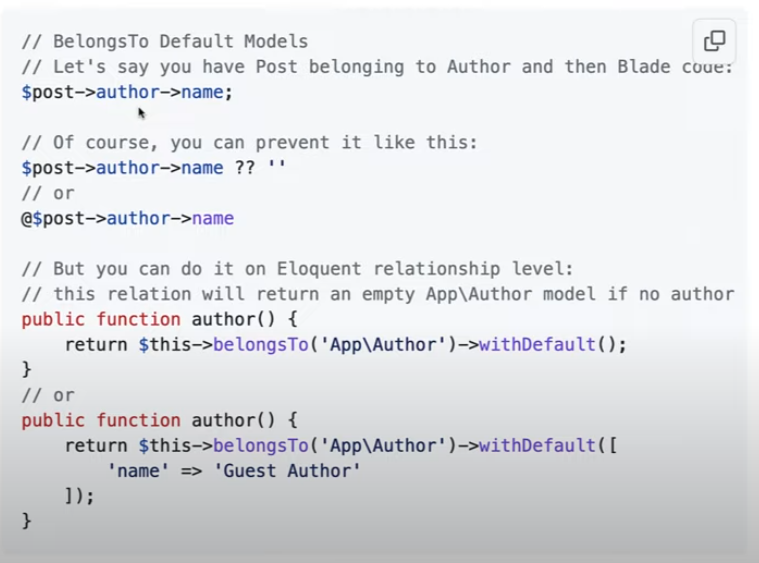 // BelongsTo Default Models
// Let's say you have Post belonging to Author and then Blade code:
$post->author->name;
// Of course, you can prevent it like this:
$post->author->name ?? ''
// or
@$post->author->name
// But you can do it on Eloquent relationship level:
// this relation will return an empty App\Author model if no author
public function author() {
    return $this->belongsTo('App\Author')->withDefault();
}
// or
public function author() {
    return $this->belongsTo('App\Author')->withDefault([
        'name' => 'Guest Author'
    ]);
}